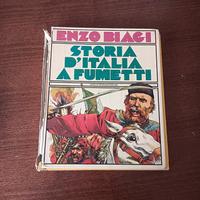 ENZO BIAGI
STORIA
D'ITALIA
A FUMETTI